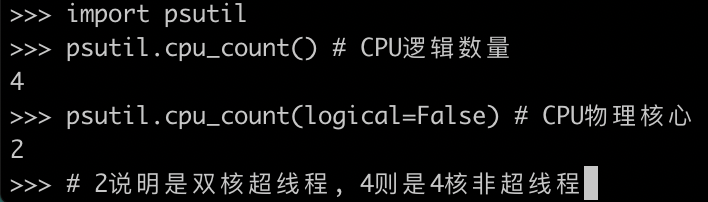 >>> import psutil
>>> psutil.cpu_count() # CPU逻辑数量
4
>>> psutil.cpu_count(logical=False) # CPU物理核心
2
>>> # 2说明是双核超线程, 4则是4核非超线程